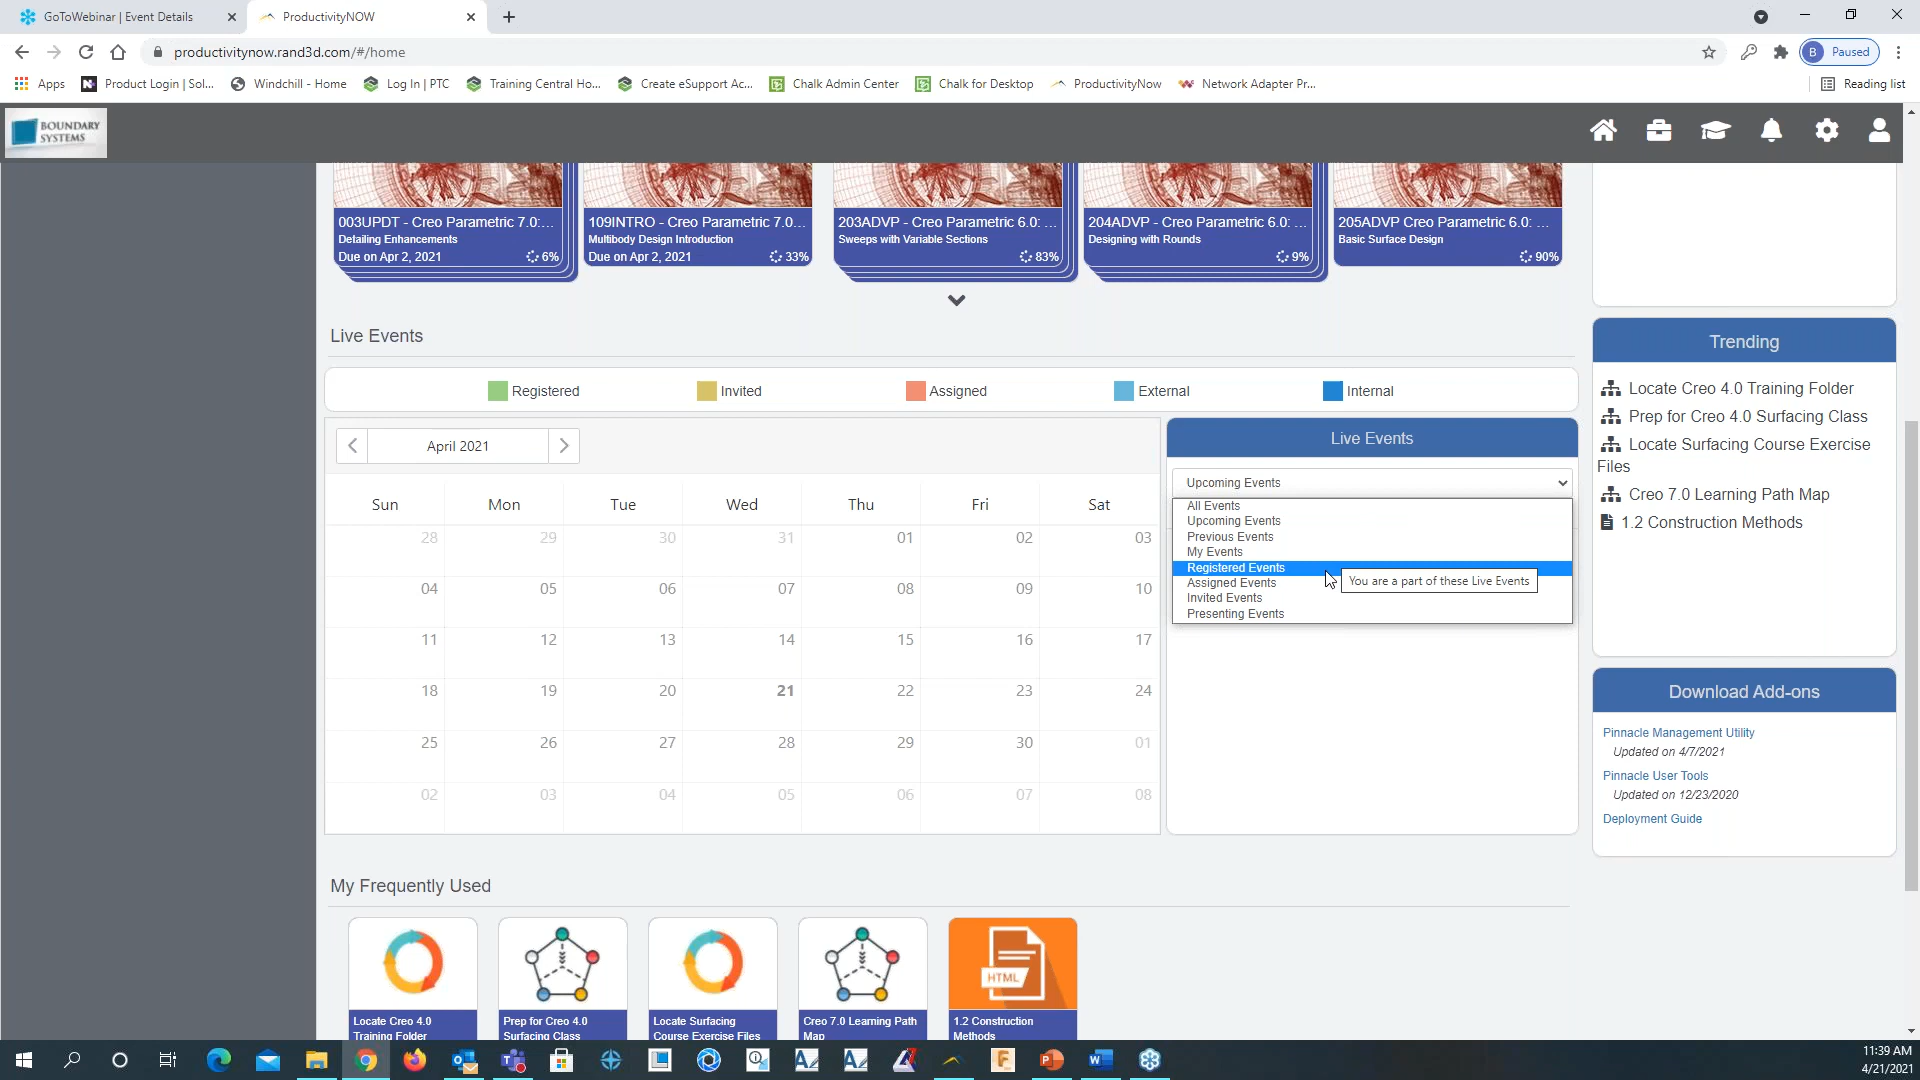 GoToWebinar | Event Details
ProductivityNOW
productivitynow.rand3d.com/#/home
B Paused
Apps
Product Login | Sol...
Windchill - Home
Log In | PTC
Training Central Ho...
Create eSupport Ac...
Chalk Admin Center
Chalk for Desktop
ProductivityNow
Network Adapter Pr...
Reading list
BOUNDARY
SYSTEMS
003UPDT - Creo Parametric 7.0:...
Detailing Enhancements
Due on Apr 2, 2021 6%
109INTRO - Creo Parametric 7.0...
Multibody Design Introduction
Due on Apr 2, 2021 33%
203ADVP - Creo Parametric 6.0: ...
Sweeps with Variable Sections
83%
204ADVP - Creo Parametric 6.0: ...
Designing with Rounds
9%
205ADVP Creo Parametric 6.0: ...
Basic Surface Design
90%
Live Events
Registered Invited Assigned External Internal
April 2021
Sun Mon Tue Wed Thu Fri Sat
28 29 30 31 01 02 03
04 05 06 07 08 09 10
11 12 13 14 15 16 17
18 19 20 21 22 23 24
25 26 27 28 29 30 01
02 03 04 05 06 07 08
Live Events
Upcoming Events
All Events
Upcoming Events
Previous Events
My Events
Registered Events
Assigned Events
Invited Events
Presenting Events
You are a part of these Live Events
Trending
Locate Creo 4.0 Training Folder
Prep for Creo 4.0 Surfacing Class
Locate Surfacing Course Exercise
Files
Creo 7.0 Learning Path Map
1.2 Construction Methods
Download Add-ons
Pinnacle Management Utility
Updated on 4/7/2021
Pinnacle User Tools
Updated on 12/23/2020
Deployment Guide
My Frequently Used
Locate Creo 4.0
Training Folder
Prep for Creo 4.0
Surfacing Class
Locate Surfacing
Course Exercise Files
Creo 7.0 Learning Path
Map
HTML
1.2 Construction
Methods
11:39 AM
4/21/2021